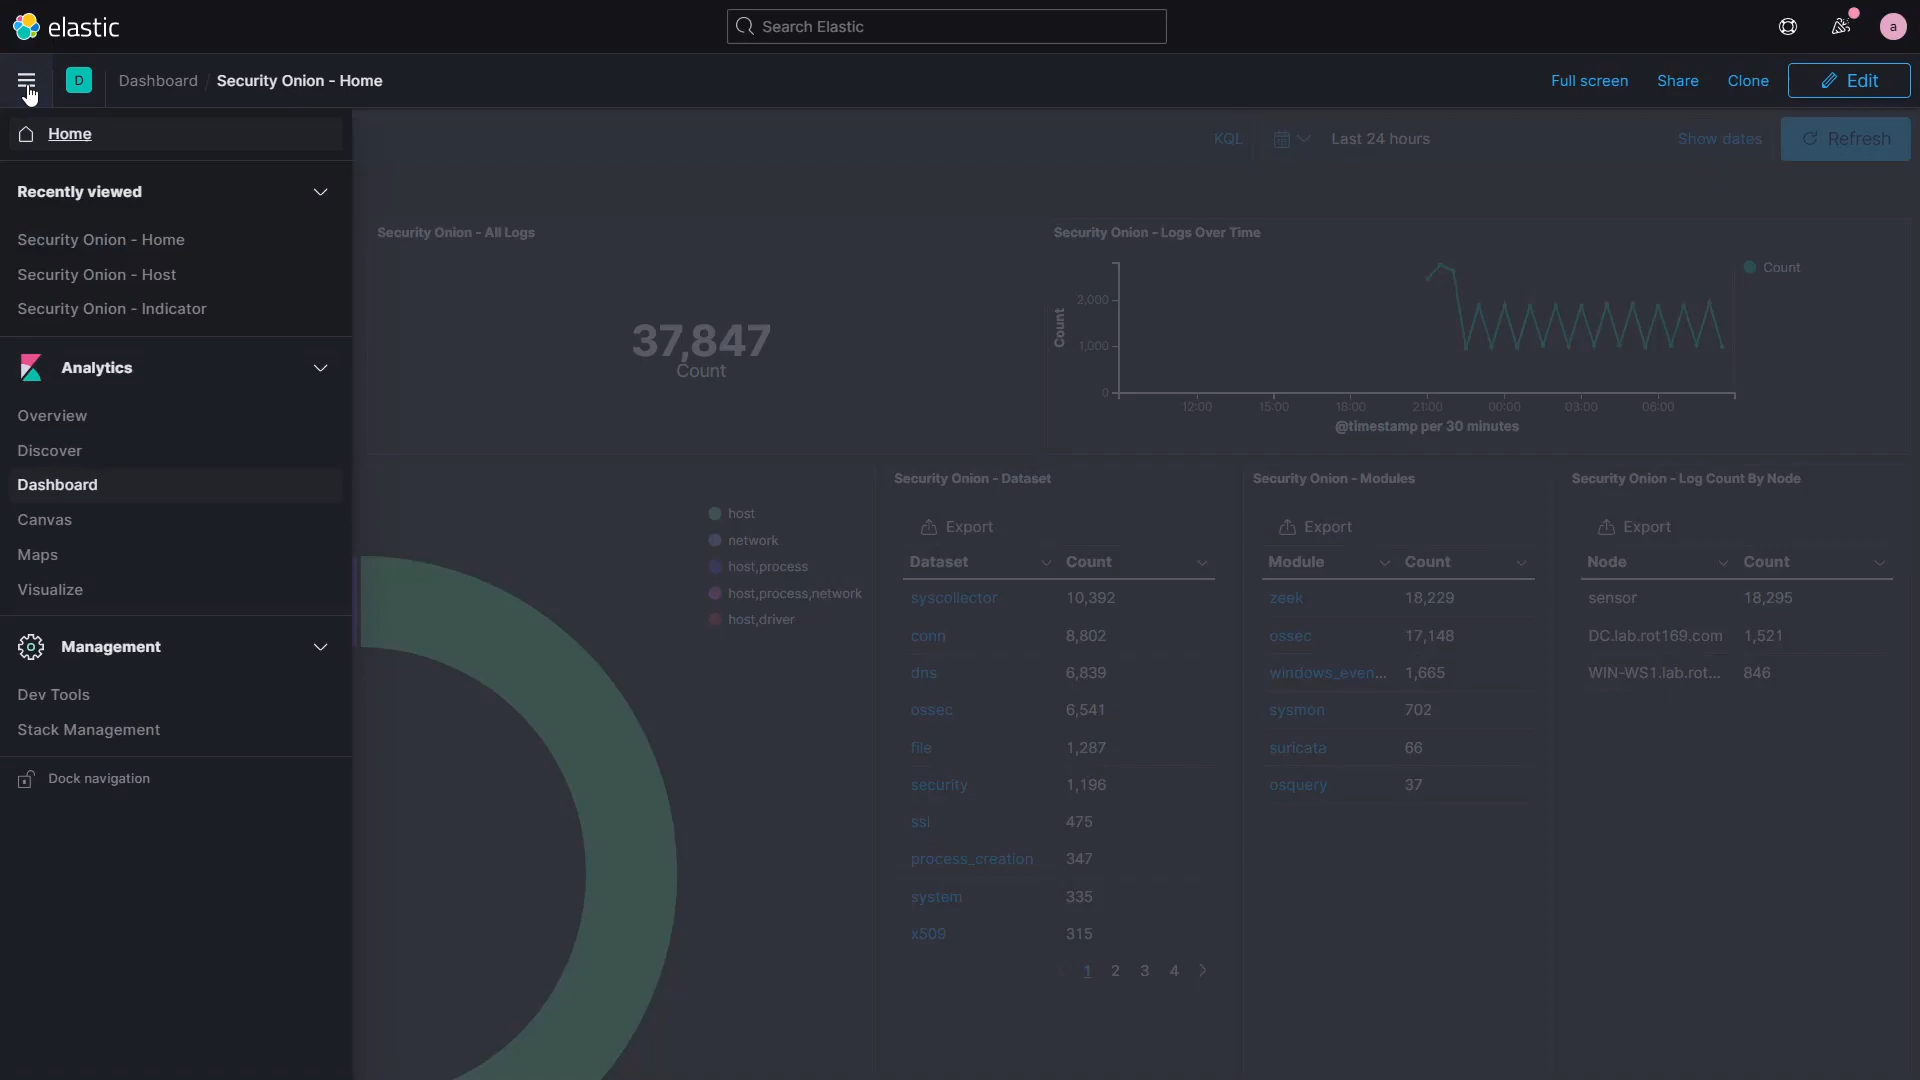 elastic
Search Elastic
a
D
Dashboard / Security Onion - Home
Full screen
Share
Clone
Edit
Home
Recently viewed
Security Onion - Home
Security Onion - Host
Security Onion - Indicator
Analytics
Overview
Discover
Dashboard
Canvas
Maps
Visualize
Management
Dev Tools
Stack Management
Dock navigation
KQL
Last 24 hours
Show dates
Refresh
Security Onion - All Logs
37,847
Count
Security Onion - Logs Over Time
Count
2,000
1,000
0
12:00 15:00 18:00 21:00 00:00 03:00 06:00
@timestamp per 30 minutes
Count
host
network
host,process
host,process,network
host,driver
Security Onion - Dataset
Export
Dataset Count
syscollector 10,392
conn 8,802
dns 6,839
ossec 6,541
file 1,287
security 1,196
ssl 475
process_creation 347
system 335
x509 315
1 2 3 4
Security Onion - Modules
Export
Module Count
zeek 18,229
ossec 17,148
windows_even... 1,665
sysmon 702
suricata 66
osquery 37
Security Onion - Log Count By Node
Export
Node Count
sensor 18,295
DC.lab.rot169.com 1,521
WIN-WS1.lab.rot... 846